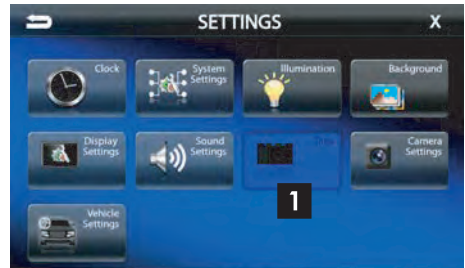 SETTINGS
X
Clock
System
Settings
Illumination
Background
Display
Settings
Sound
Settings
Camera
Settings
1
Vehicle
Settings